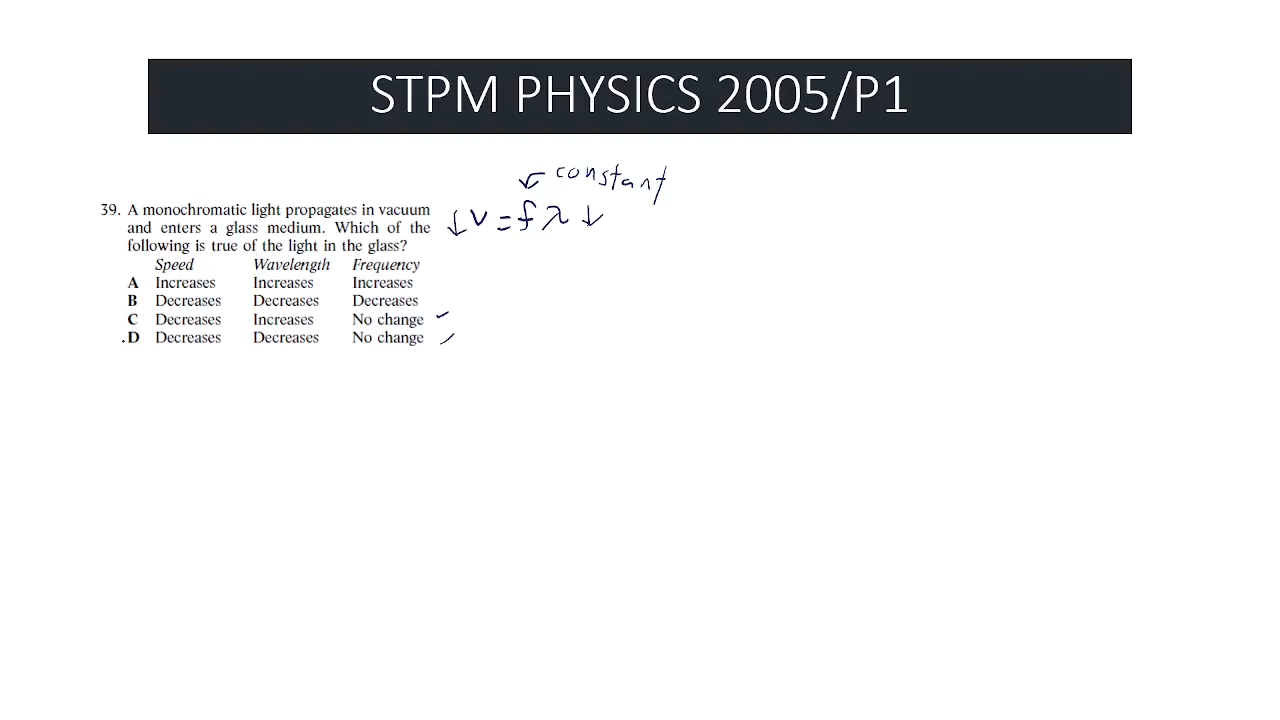 STPM PHYSICS 2005/P1
constant
↓ v = f λ ↓
39. A monochromatic light propagates in vacuum
and enters a glass medium. Which of the
following is true of the light in the glass?
Speed Wavelength Frequency
A Increases Increases Increases
B Decreases Decreases Decreases
C Decreases Increases No change
.D Decreases Decreases No change